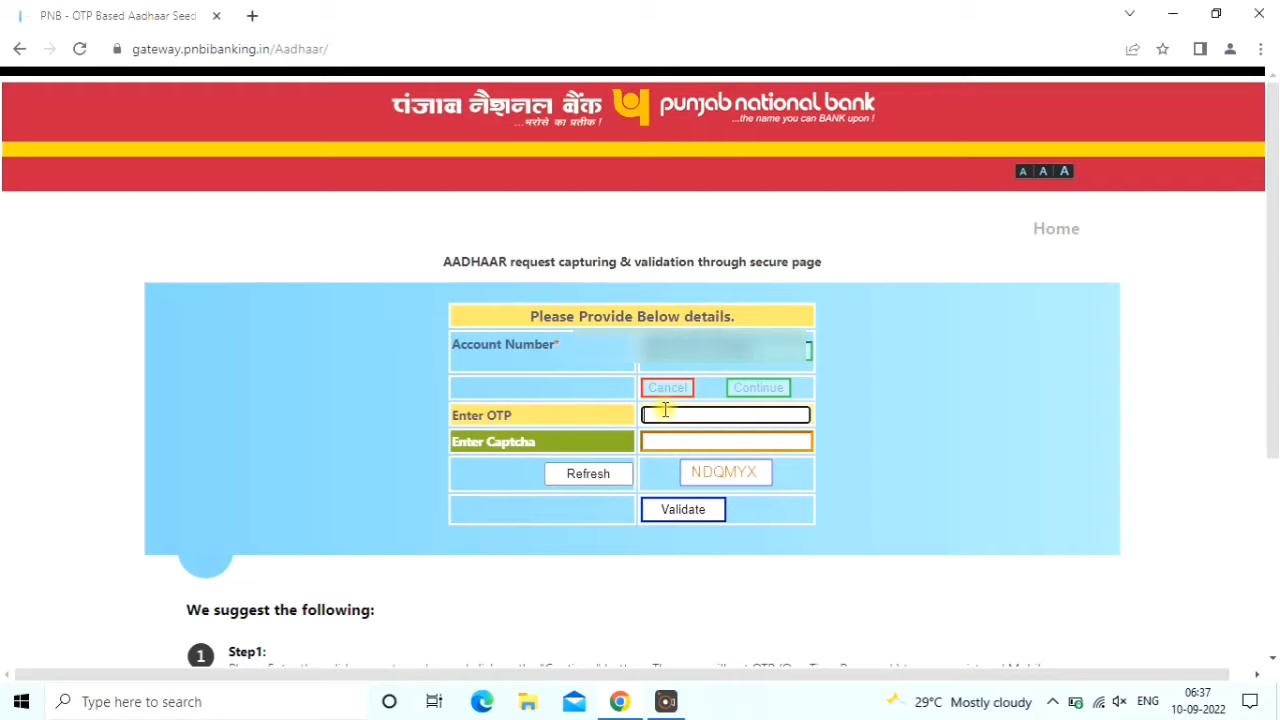 PNB - OTP Based Aadhaar Seed
gateway.pnbibanking.in/Aadhaar/
पंजाब नैशनल बैंक punjab national bank
...भरोसे का प्रतीक ! ...the name you can BANK upon !
A A A
Home
AADHAAR request capturing & validation through secure page
Please Provide Below details.
Account Number*
Cancel Continue
Enter OTP
Enter Captcha
Refresh NDQMYX
Validate
We suggest the following:
1 Step1:
Type here to search
29°C Mostly cloudy ENG 06:37
10-09-2022